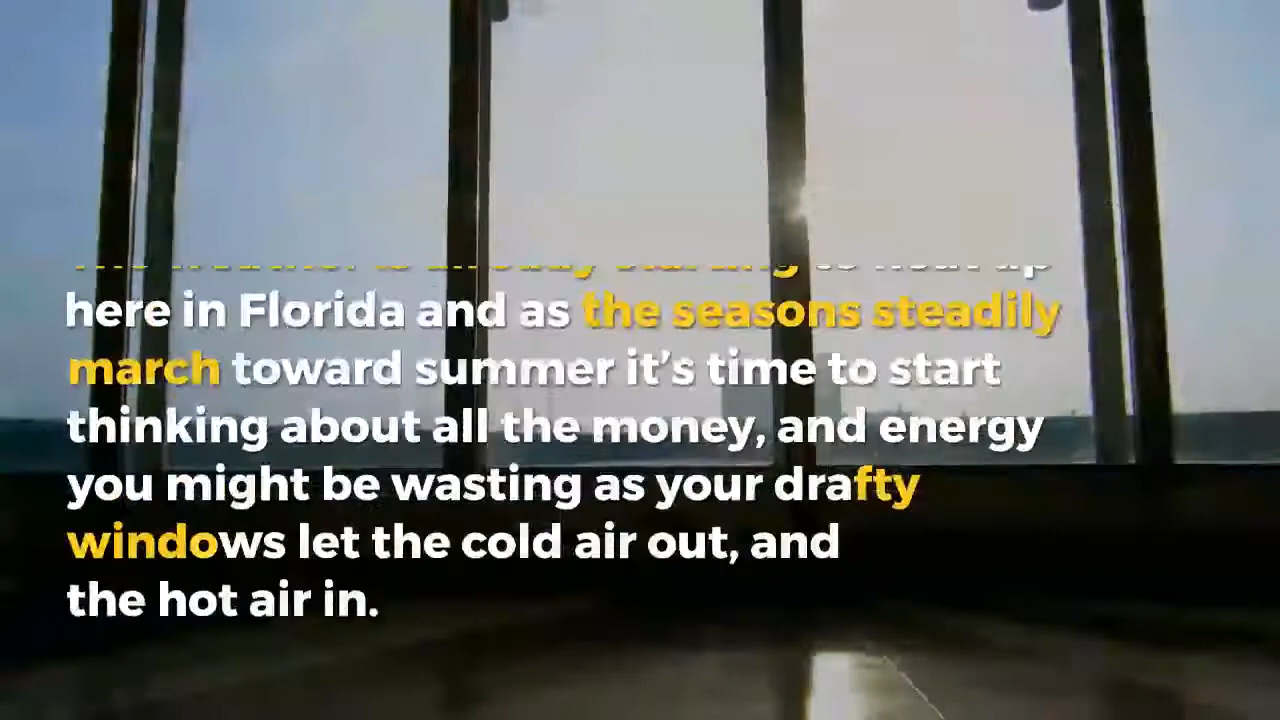 here in Florida and as the seasons steadily
march toward summer it's time to start
thinking about all the money, and energy
you might be wasting as your drafty
windows let the cold air out, and
the hot air in.